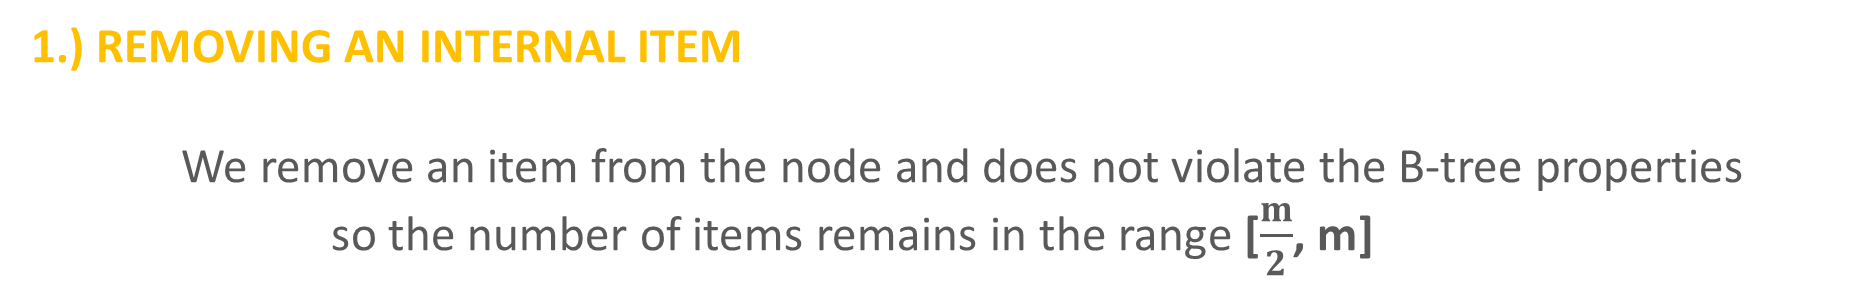 1.) REMOVING AN INTERNAL ITEM
We remove an item from the node and does not violate the B-tree properties
so the number of items remains in the range [m/2, m]